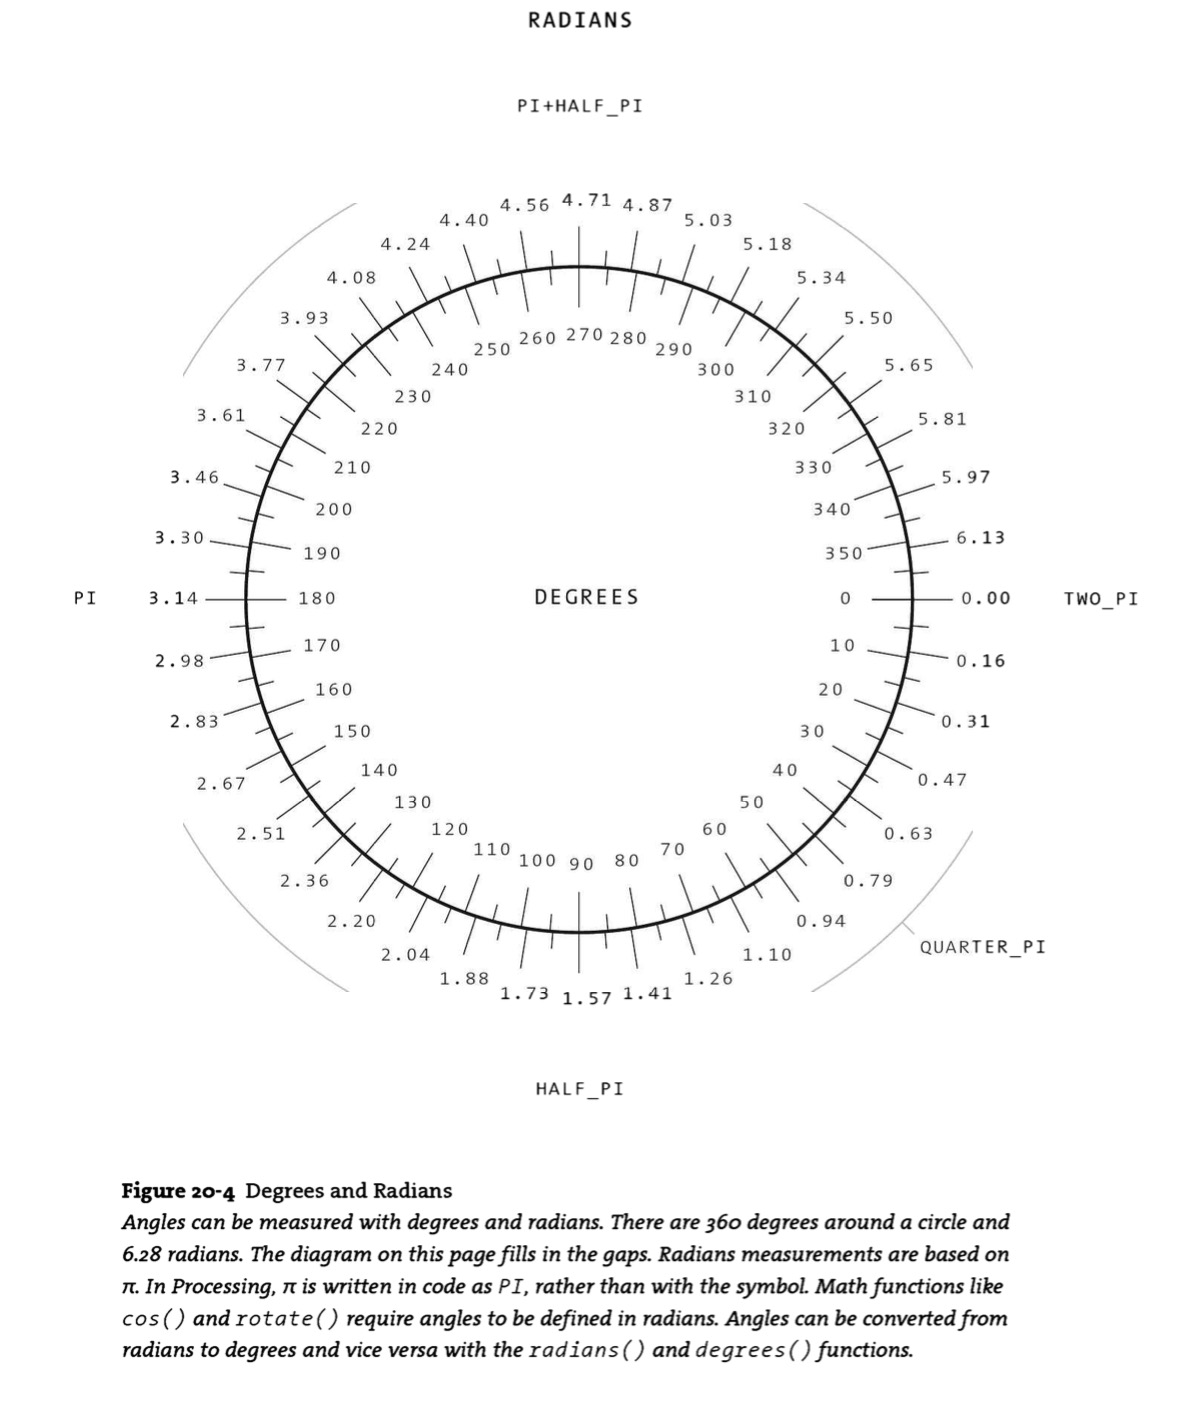 RADIANS
PI+HALF_PI
4.56 4.71 4.87
4.40 5.03
4.24 5.18
4.08 5.34
3.93 5.50
260 270 280
250 290
3.77 240 300 5.65
230 310
3.61 220 320 5.81
210 330
3.46 5.97
200 340
3.30 6.13
190 350
PI 3.14 180 DEGREES 0 0.00 TWO_PI
170 10
2.98 0.16
160 20
2.83 0.31
150 30
2.67 140 40 0.47
130 50
2.51 120 60 0.63
110 70
100 90 80
2.36 0.79
2.20 0.94
QUARTER_PI
2.04 1.10
1.88 1.26
1.73 1.57 1.41
HALF_PI
Figure 20-4 Degrees and Radians
Angles can be measured with degrees and radians. There are 360 degrees around a circle and
6.28 radians. The diagram on this page fills in the gaps. Radians measurements are based on
π. In Processing, π is written in code as PI, rather than with the symbol. Math functions like
cos() and rotate() require angles to be defined in radians. Angles can be converted from
radians to degrees and vice versa with the radians() and degrees() functions.